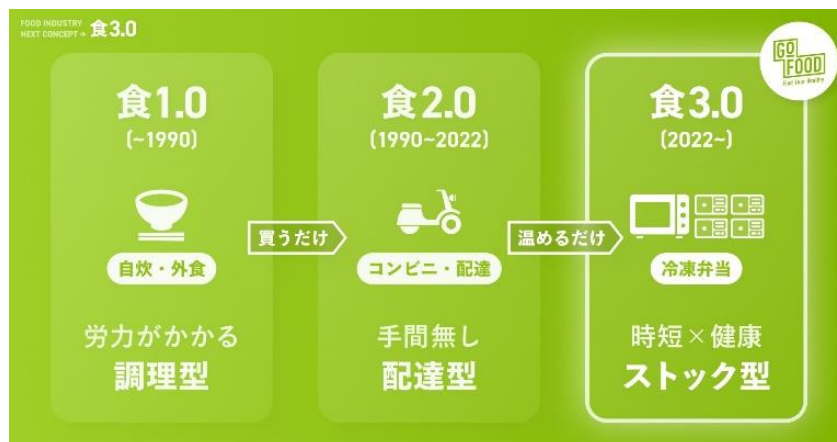 FOOD INDUSTRY
NEXT CONCEPT→ 食3.0
GO
FOOD
食1.0
(~1990)
自炊・外食
労力がかかる
調理型
買うだけ
食2.0
(1990~2022)
コンビニ・配達
手間無し
配達型
温めるだけ
食3.0
(2022~)
冷凍弁当
時短×健康
ストック型